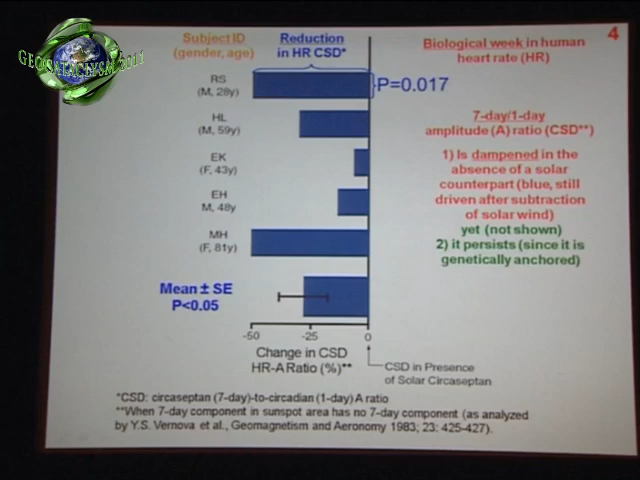 GEOCATACLYSM 2011
4
Subject ID
(gender, age)
Reduction
in HR CSD*
Biological week in human
heart rate (HR)
RS
(M, 28y)
P=0.017
HL
(M, 59y)
7-day/1-day
amplitude (A) ratio (CSD**)
EK
(F, 43y)
1) Is dampened in the
absence of a solar
counterpart (blue, still
driven after subtraction
of solar wind)
yet (not shown)
2) it persists (since it is
genetically anchored)
EH
M, 48y
MH
(F, 81y)
Mean ± SE
P<0.05
-50 -25 0
Change in CSD
HR-A Ratio (%)**
CSD in Presence
of Solar Circaseptan
*CSD: circaseptan (7-day)-to-circadian (1-day) A ratio
**When 7-day component in sunspot area has no 7-day component (as analyzed
by Y.S. Vernova et al., Geomagnetism and Aeronomy 1983; 23: 425-427).